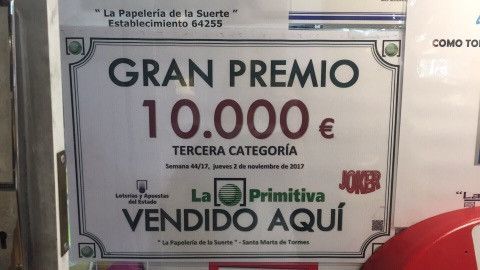 " La Papelería de la Suerte "
Establecimiento 64255
COMO
GRAN PREMIO
10.000 €
TERCERA CATEGORÍA
Semana 44/17, jueves 2 de noviembre de 2017
Loterías y Apuestas
del Estado
La Primitiva
JOKER
VENDIDO AQUÍ
" La Papelería de la Suerte " - Santa Marta de Tormes